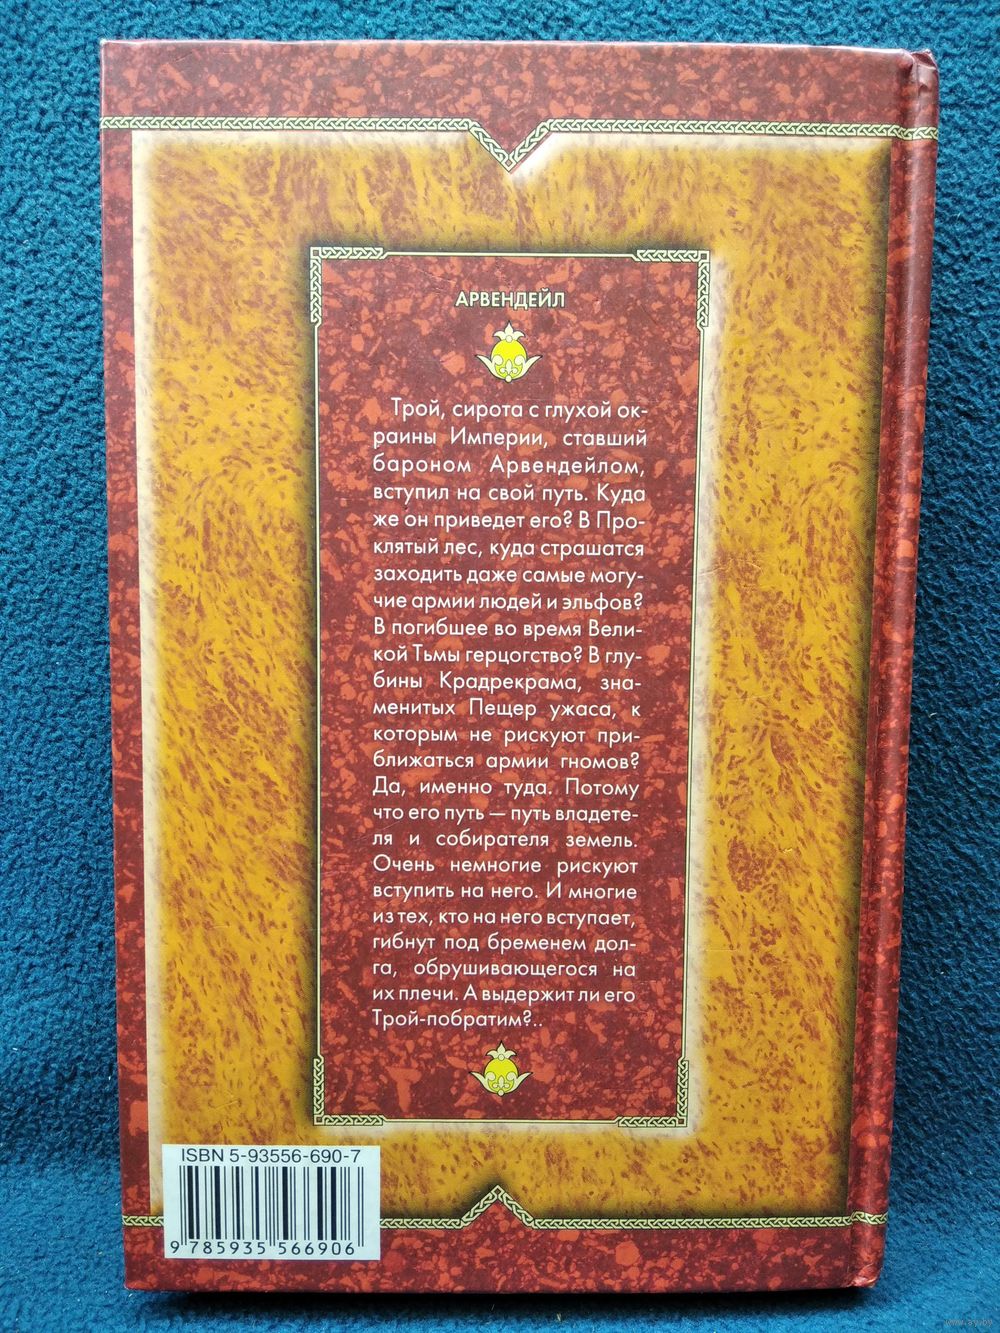 АРВЕНДЕЙЛ
Трой, сирота с глухой ок-
раины Империи, ставший
бароном Арвендейлом,
вступил на свой путь. Куда
же он приведет его? В Про-
клятый лес, куда страшатся
заходить даже самые могу-
чие армии людей и эльфов?
В погибшее во время Вели-
кой Тьмы герцогство? В глу-
бины Крадрекрама, зна-
менитых Пещер ужаса, к
которым не рискуют при-
ближаться армии гномов?
Да, именно туда. Потому
что его путь — путь владете-
ля и собирателя земель.
Очень немногие рискуют
вступить на него. И многие
из тех, кто на него вступает,
гибнут под бременем дол-
га, обрушивающегося на
их плечи. А выдержит ли его
Трой-побратим?..
ISBN 5-93556-690-7
9 785935 566906
www.ay.by